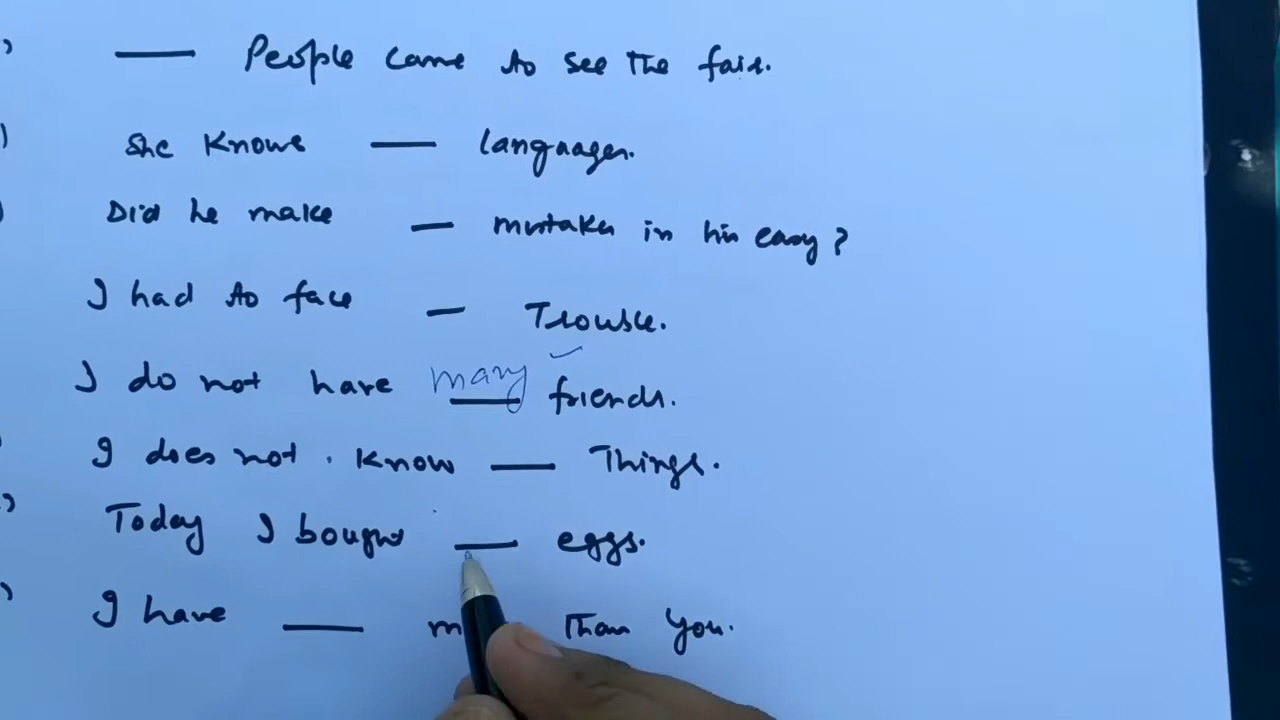 — People came to see the fair.
She knows — languages.
Did he make — mistakes in his easy?
I had to face — Trouble.
I do not have many friends.
I does not. know — Things.
Today I bought — eggs.
I have — Than you.